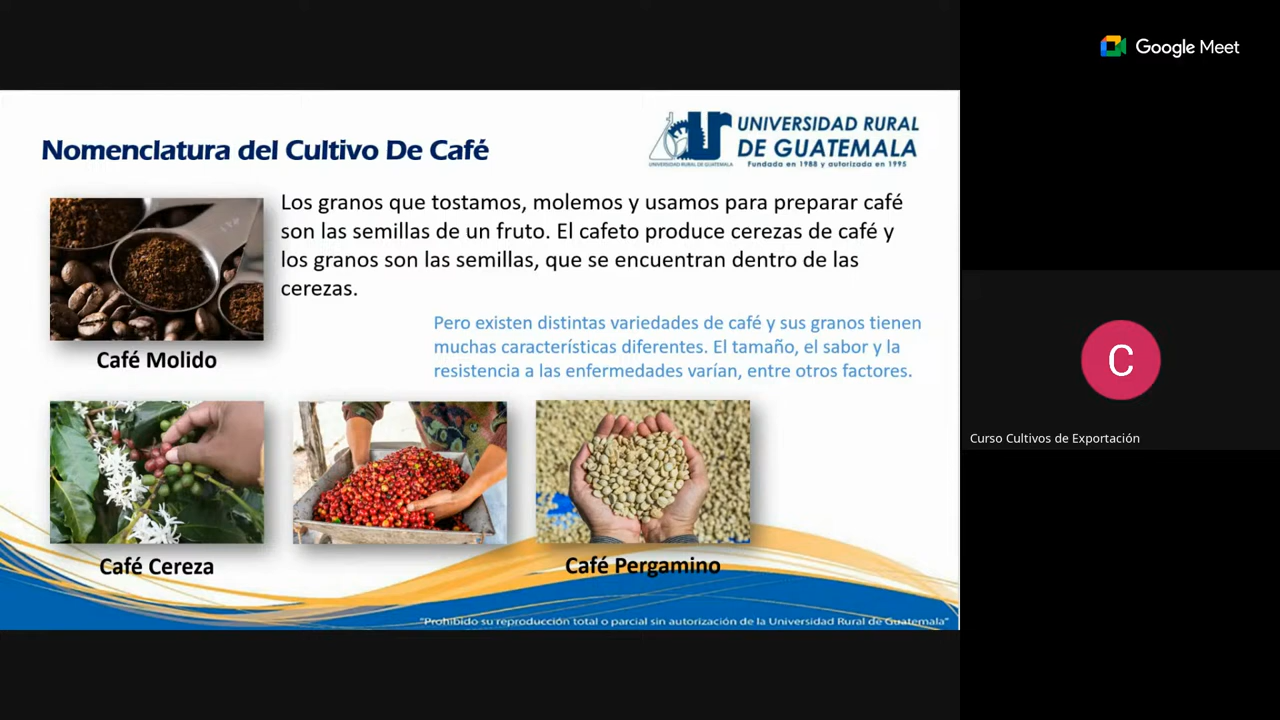 Google Meet
Nomenclatura del Cultivo De Café
UNIVERSIDAD RURAL
DE GUATEMALA
Fundada en 1988 y autorizada en 1995
UNIVERSIDAD RURAL DE GUATEMALA
Los granos que tostamos, molemos y usamos para preparar café
son las semillas de un fruto. El cafeto produce cerezas de café y
los granos son las semillas, que se encuentran dentro de las
cerezas.
Pero existen distintas variedades de café y sus granos tienen
muchas características diferentes. El tamaño, el sabor y la
resistencia a las enfermedades varían, entre otros factores.
Café Molido
Café Cereza
Café Pergamino
"Prohibido su reproducción total o parcial sin autorización de la Universidad Rural de Guatemala"
C
Curso Cultivos de Exportación